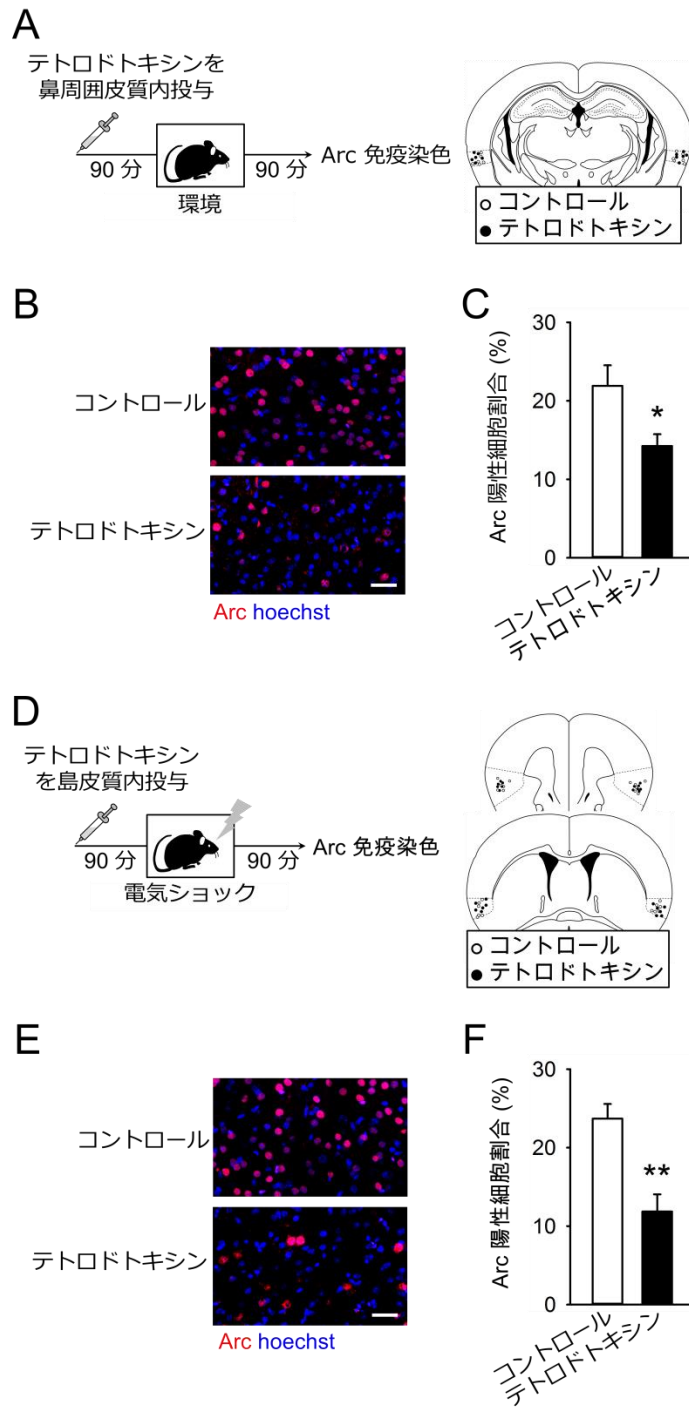 A
テトロドトキシンを
鼻周囲皮質内投与
90 分
90 分
Arc 免疫染色
環境
コントロール
テトロドトキシン
B
コントロール
テトロドトキシン
Arc hoechst
C
Arc 陽性細胞割合 (%)
30
20
10
0
*
コントロール
テトロドトキシン
D
テトロドトキシン
を島皮質内投与
90 分
90 分
Arc 免疫染色
電気ショック
コントロール
テトロドトキシン
E
コントロール
テトロドトキシン
Arc hoechst
F
Arc 陽性細胞割合 (%)
30
20
10
0
**
コントロール
テトロドトキシン